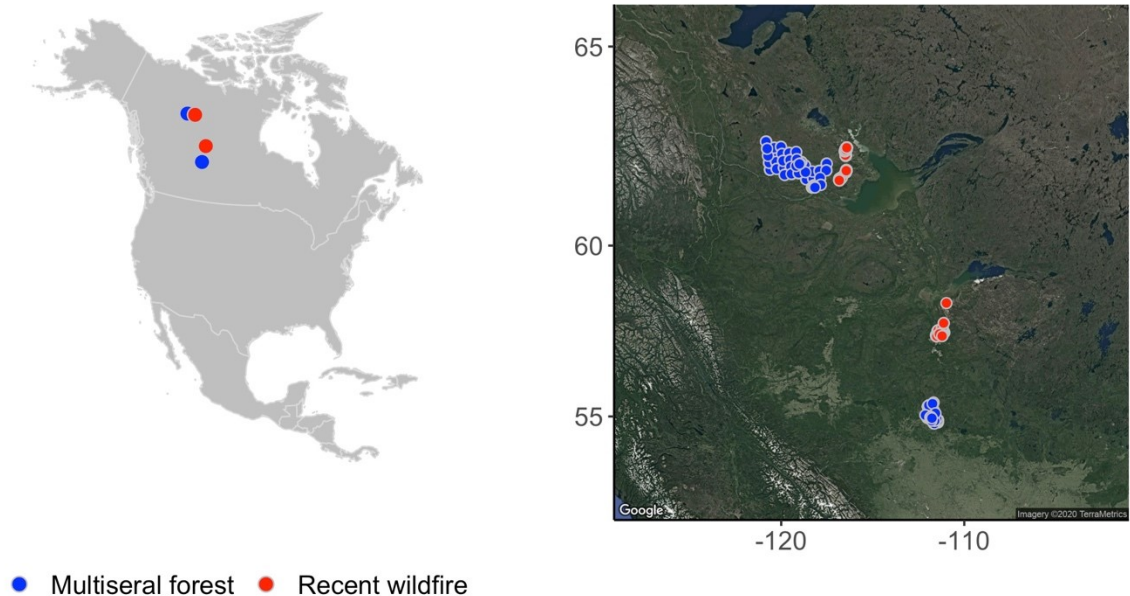 65
60
55
-120
-110
Google
Imagery ©2020 TerraMetrics
Multiseral forest
Recent wildfire